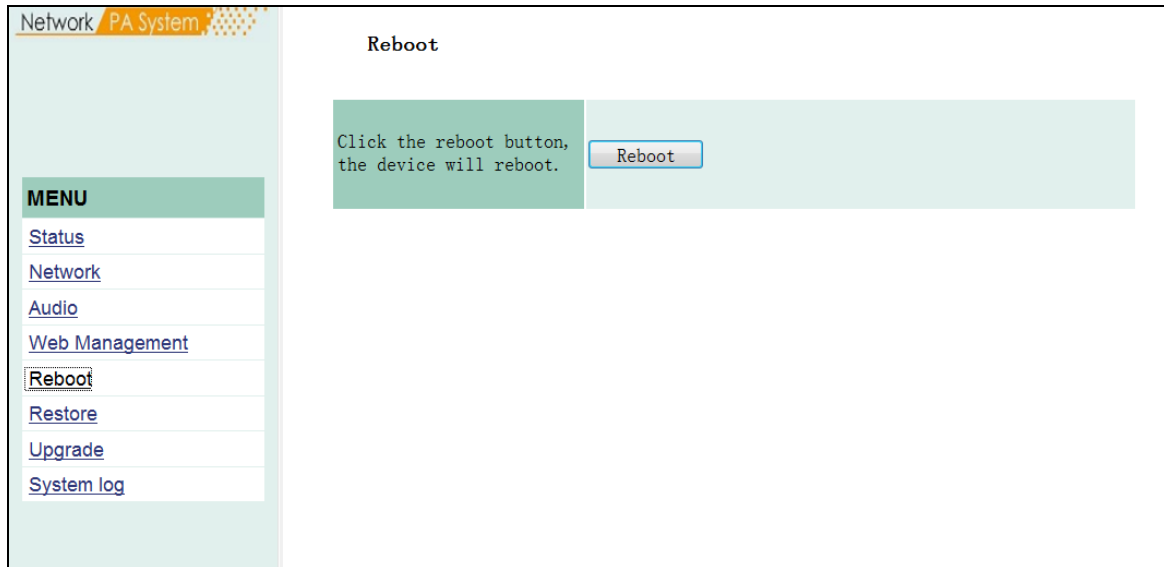 Network PA System
Reboot
Click the reboot button,
the device will reboot.
Reboot
MENU
Status
Network
Audio
Web Management
Reboot
Restore
Upgrade
System log